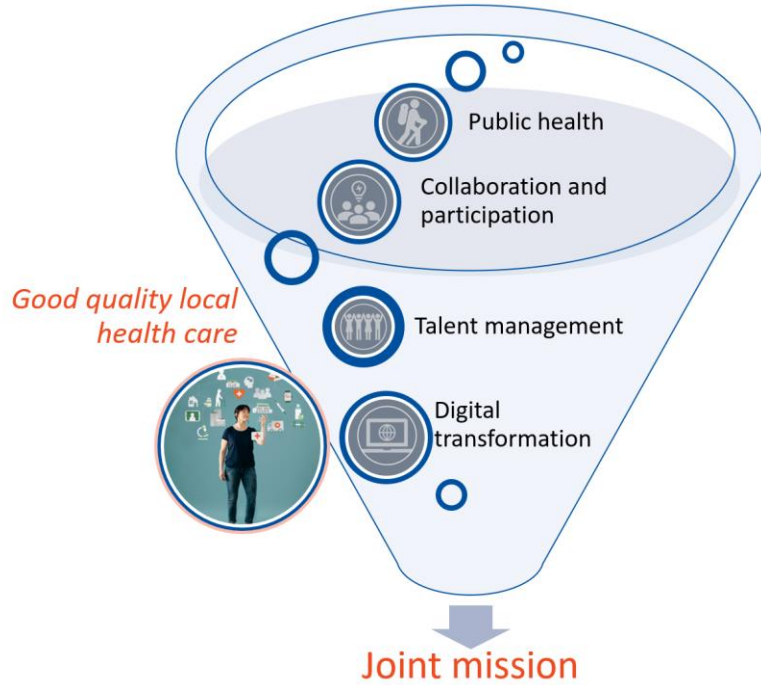 Public health
Collaboration and
participation
Good quality local
health care
Talent management
Digital
transformation
Joint mission